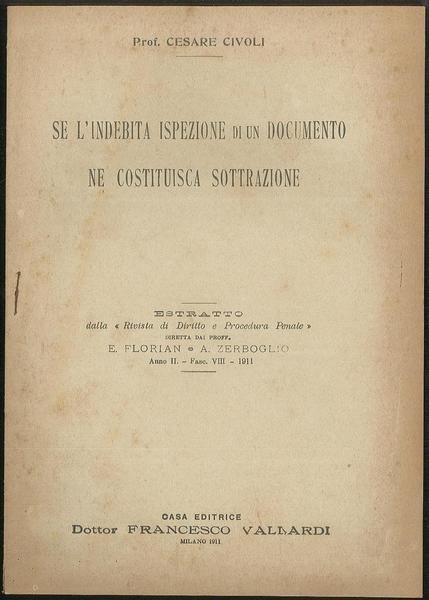 Prof. CESARE CIVOLI
SE L'INDEBITA ISPEZIONE DI UN DOCUMENTO
NE COSTITUISCA SOTTRAZIONE
ESTRATTO
dalla « Rivista di Diritto e Procedura Penale »
DIRETTA DAI PROFF.
E. FLORIAN e A. ZERBOGLIO
Anno II. - Fasc. VIII - 1911
CASA EDITRICE
Dottor FRANCESCO VALLARDI
MILANO 1911